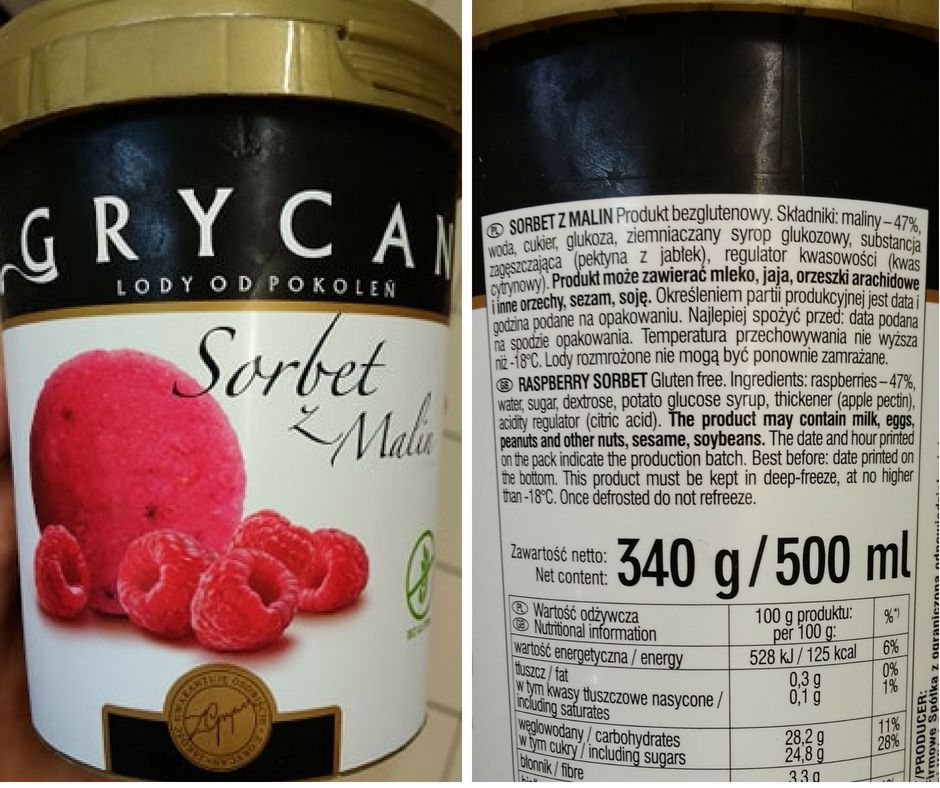 GRYCAN
LODY OD POKOLEŃ
Sorbet
z Malin
PL SORBET Z MALIN Produkt bezglutenowy. Składniki: maliny – 47%,
woda, cukier, glukoza, ziemniaczany syrop glukozowy, substancja
zagęszczająca (pektyna z jabłek), regulator kwasowości (kwas
cytrynowy). Produkt może zawierać mleko, jaja, orzeszki arachidowe
i inne orzechy, sezam, soję. Określeniem partii produkcyjnej jest data i
godzina podane na opakowaniu. Najlepiej spożyć przed: data podana
na spodzie opakowania. Temperatura przechowywania nie wyższa
niż -18°C. Lody rozmrożone nie mogą być ponownie zamrażane.
GB RASPBERRY SORBET Gluten free. Ingredients: raspberries – 47%,
water, sugar, dextrose, potato glucose syrup, thickener (apple pectin),
acidity regulator (citric acid). The product may contain milk, eggs,
peanuts and other nuts, sesame, soybeans. The date and hour printed
on the pack indicate the production batch. Best before: date printed on
the bottom. This product must be kept in deep-freeze, at no higher
than -18°C. Once defrosted do not refreeze.
Zawartość netto:
Net content:
340 g/500 ml
PL Wartość odżywcza
GB Nutritional information
100 g produktu:
per 100 g:
%*)
wartość energetyczna / energy 528 kJ / 125 kcal 6%
tłuszcz / fat 0,3 g 0%
w tym kwasy tłuszczowe nasycone /
including saturates 0,1 g 1%
węglowodany / carbohydrates 28,2 g 11%
w tym cukry / including sugars 24,8 g 28%
błonnik / fibre 3,3 g
/PRODUCER: